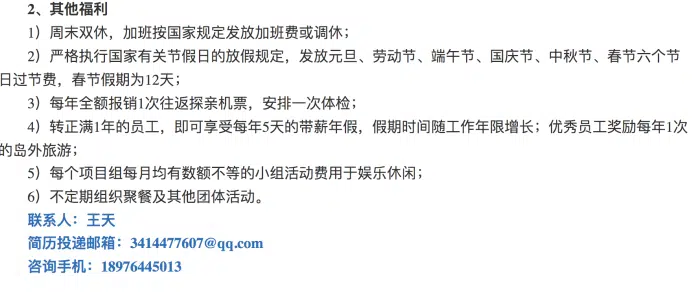 2、其他福利
1）周末双休，加班按国家规定发放加班费或调休；
2）严格执行国家有关节假日的放假规定，发放元旦、劳动节、端午节、国庆节、中秋节、春节六个节
日过节费，春节假期为12天；
3）每年全额报销1次往返探亲机票，安排一次体检；
4）转正满1年的员工，即可享受每年5天的带薪年假，假期时间随工作年限增长；优秀员工奖励每年1次
的岛外旅游；
5）每个项目组每月均有数额不等的小组活动费用于娱乐休闲；
6）不定期组织聚餐及其他团体活动。
联系人：王天
简历投递邮箱：3414477607@qq.com
咨询手机：18976445013